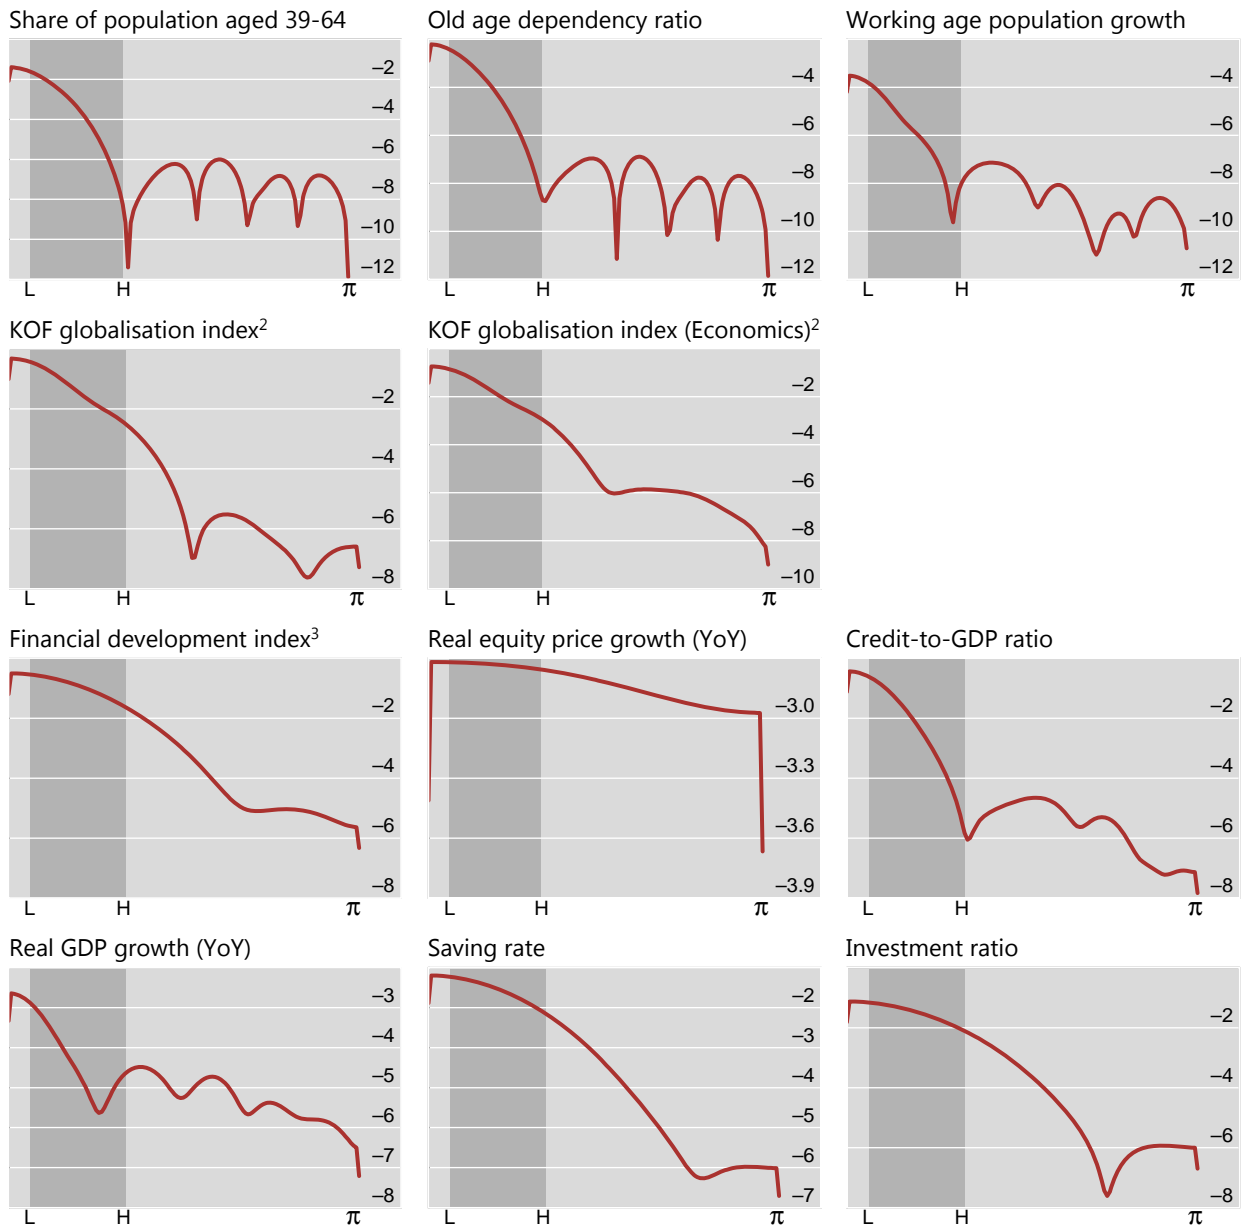 Share of population aged 39-64
–2
–4
–6
–8
–10
–12
L H π
Old age dependency ratio
–4
–6
–8
–10
–12
L H π
Working age population growth
–4
–6
–8
–10
–12
L H π
KOF globalisation index²
–2
–4
–6
–8
L H π
KOF globalisation index (Economics)²
–2
–4
–6
–8
–10
L H π
Financial development index³
–2
–4
–6
–8
L H π
Real equity price growth (YoY)
–3.0
–3.3
–3.6
–3.9
L H π
Credit-to-GDP ratio
–2
–4
–6
–8
L H π
Real GDP growth (YoY)
–3
–4
–5
–6
–7
–8
L H π
Saving rate
–2
–3
–4
–5
–6
–7
L H π
Investment ratio
–2
–4
–6
–8
L H π